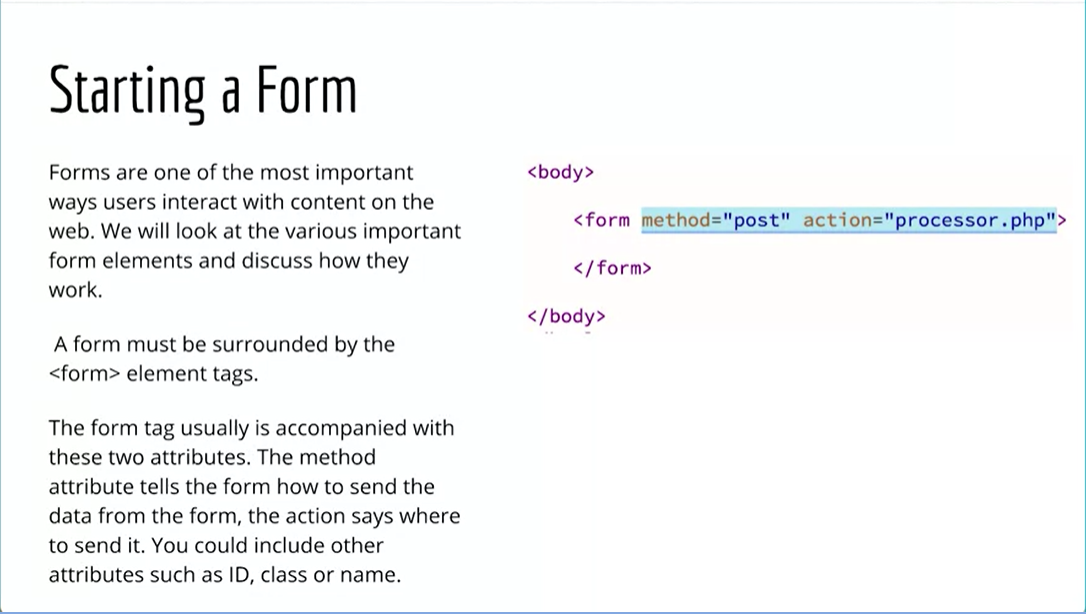 Starting a Form
Forms are one of the most important
ways users interact with content on the
web. We will look at the various important
form elements and discuss how they
work.
A form must be surrounded by the
<form> element tags.
The form tag usually is accompanied with
these two attributes. The method
attribute tells the form how to send the
data from the form, the action says where
to send it. You could include other
attributes such as ID, class or name.
<body>
<form method="post" action="processor.php">
</form>
</body>